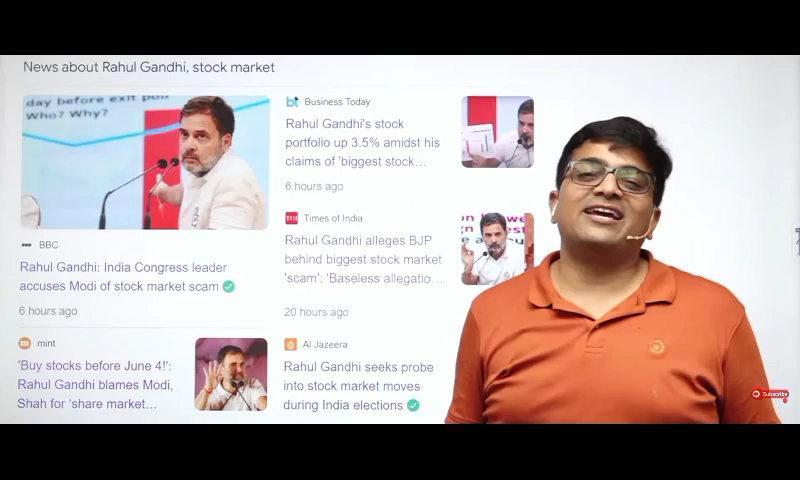 News about Rahul Gandhi, stock market
day before exit poll
Who? Why?
BBC
Rahul Gandhi: India Congress leader
accuses Modi of stock market scam
6 hours ago
mint
'Buy stocks before June 4!':
Rahul Gandhi blames Modi,
Shah for 'share market...
Business Today
Rahul Gandhi's stock
portfolio up 3.5% amidst his
claims of 'biggest stock...
6 hours ago
TOI Times of India
Rahul Gandhi alleges BJP
behind biggest stock market
'scam'; 'Baseless allegatio...
20 hours ago
Al Jazeera
Rahul Gandhi seeks probe
into stock market moves
during India elections
Subscribe